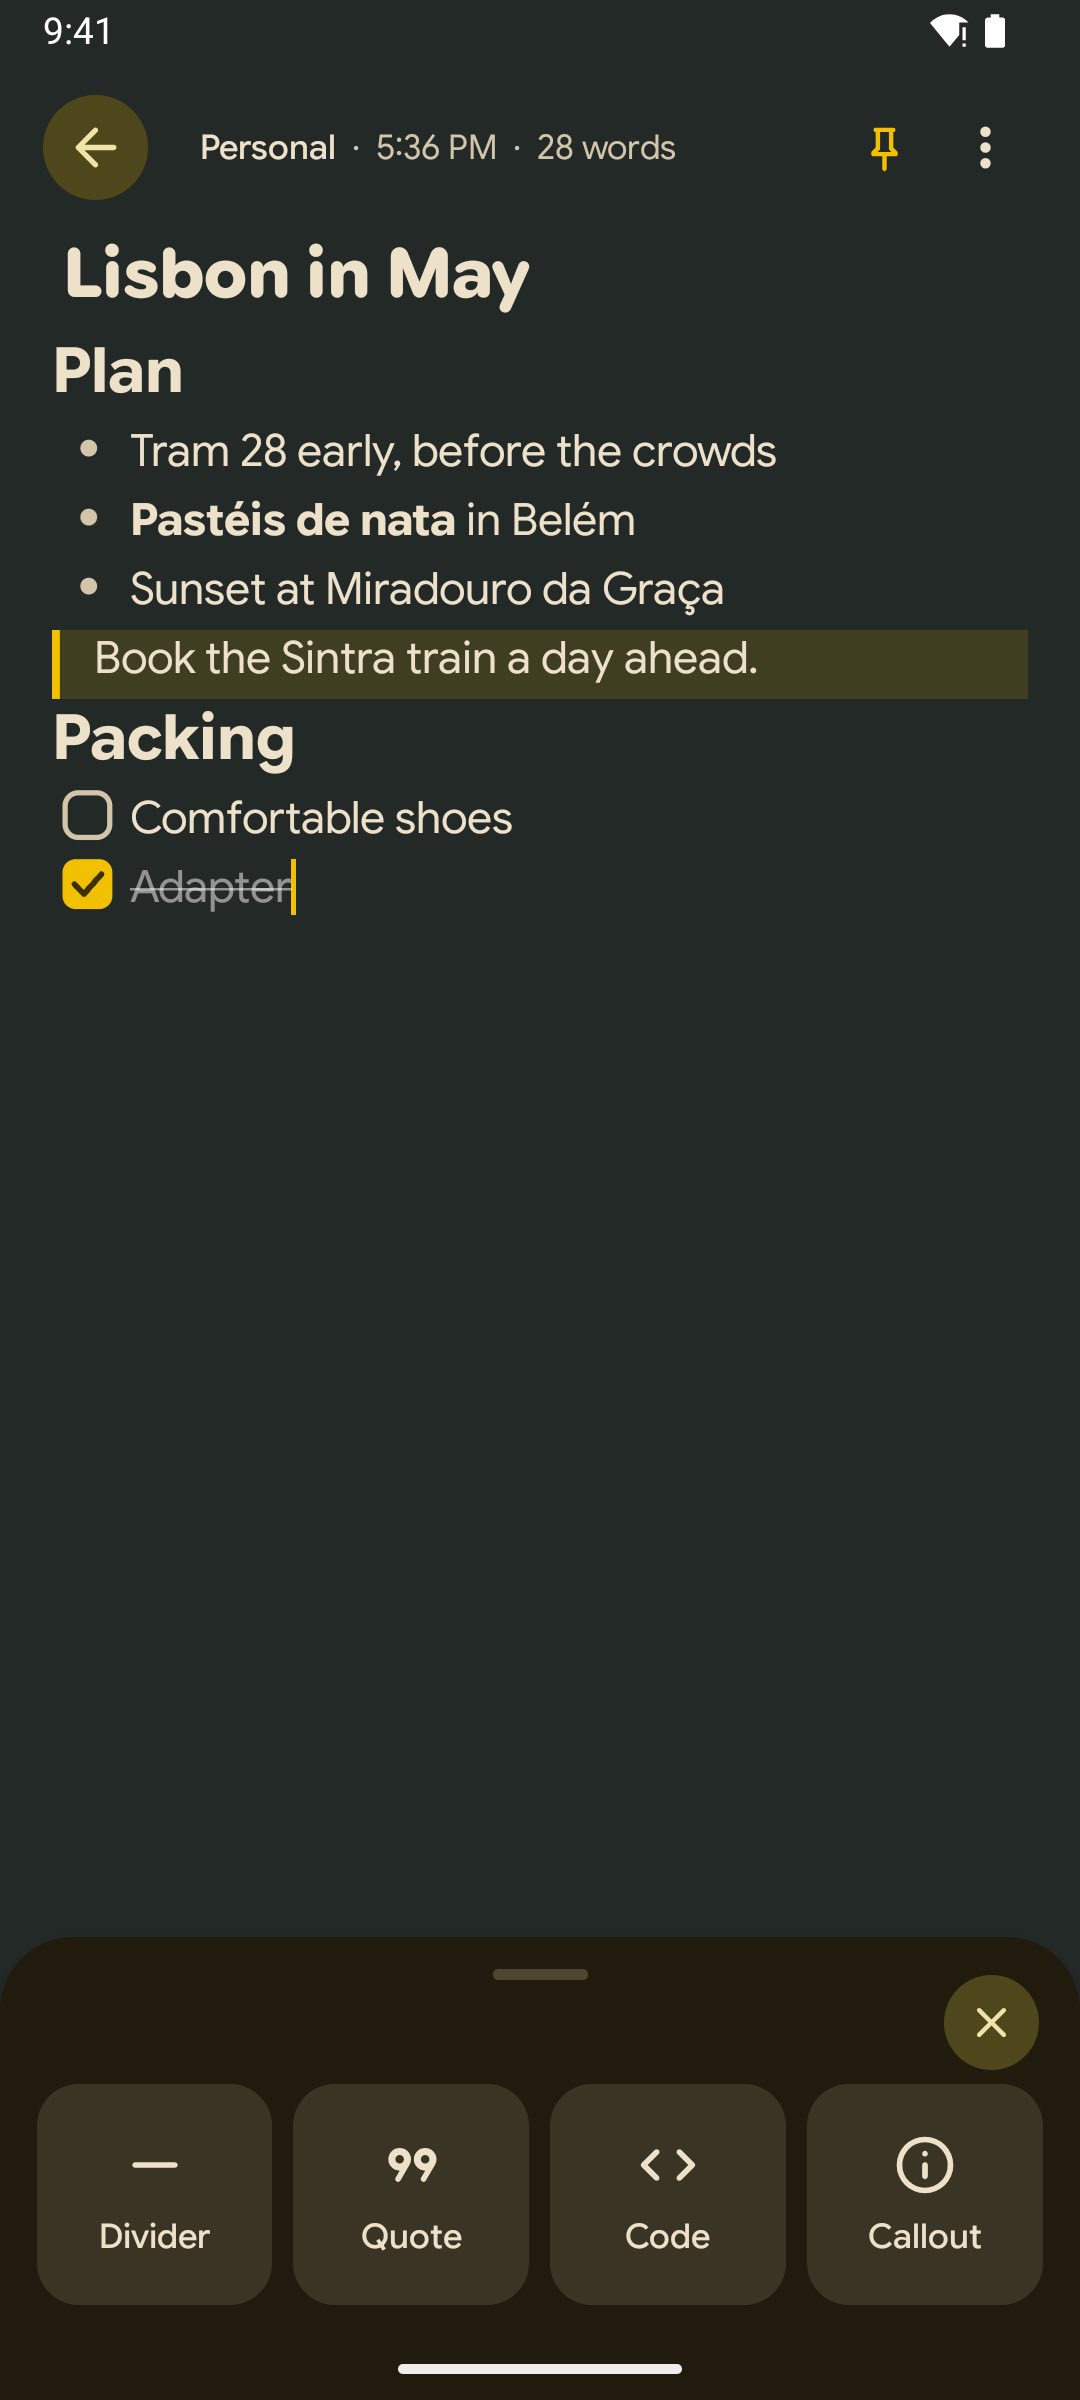 9:41
Personal · 5:36 PM · 28 words
Lisbon in May
Plan
• Tram 28 early, before the crowds
• Pastéis de nata in Belém
• Sunset at Miradouro da Graça
Book the Sintra train a day ahead.
Packing
Comfortable shoes
Adapter
Divider
Quote
Code
Callout